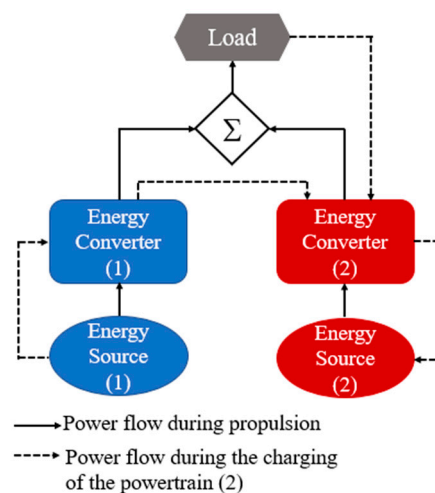 Load
Σ
Energy
Converter
(1)
Energy
Converter
(2)
Energy
Source
(1)
Energy
Source
(2)
Power flow during propulsion
Power flow during the charging
of the powertrain (2)